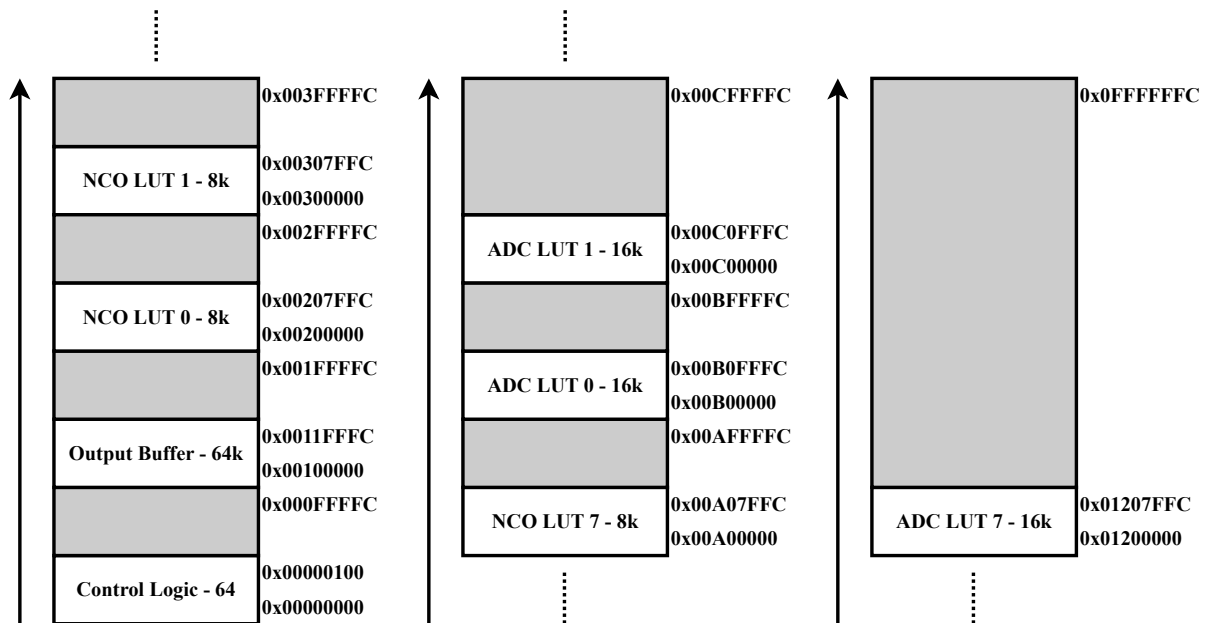 0x003FFFFC
NCO LUT 1 - 8k
0x00307FFC
0x00300000
0x002FFFFC
NCO LUT 0 - 8k
0x00207FFC
0x00200000
0x001FFFFC
Output Buffer - 64k
0x0011FFFC
0x00100000
0x000FFFFC
Control Logic - 64
0x00000100
0x00000000
0x00CFFFFC
ADC LUT 1 - 16k
0x00C0FFFC
0x00C00000
0x00BFFFFC
ADC LUT 0 - 16k
0x00B0FFFC
0x00B00000
0x00AFFFFC
NCO LUT 7 - 8k
0x00A07FFC
0x00A00000
0x0FFFFFFC
ADC LUT 7 - 16k
0x01207FFC
0x01200000